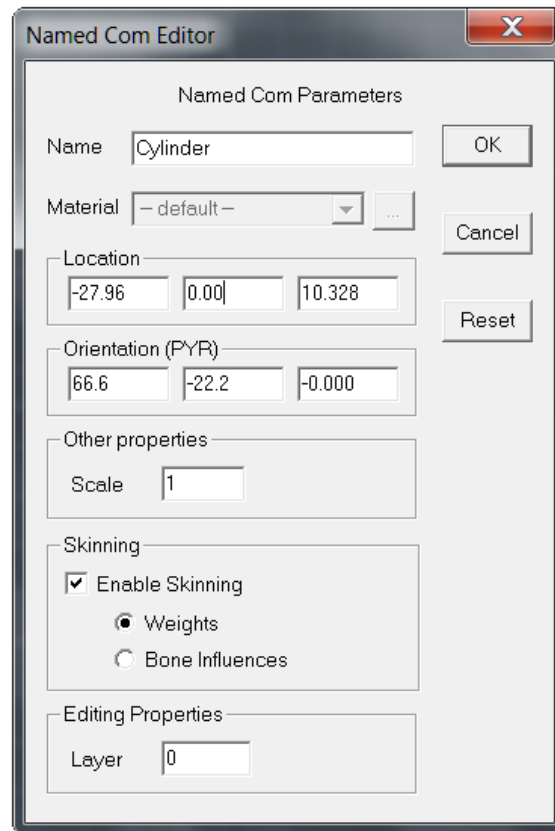 Named Com Editor
Named Com Parameters
Name Cylinder OK
Material – default – ...
Cancel
Location
-27.96 0.00 10.328
Reset
Orientation (PYR)
66.6 -22.2 -0.000
Other properties
Scale 1
Skinning
Enable Skinning
Weights
Bone Influences
Editing Properties
Layer 0